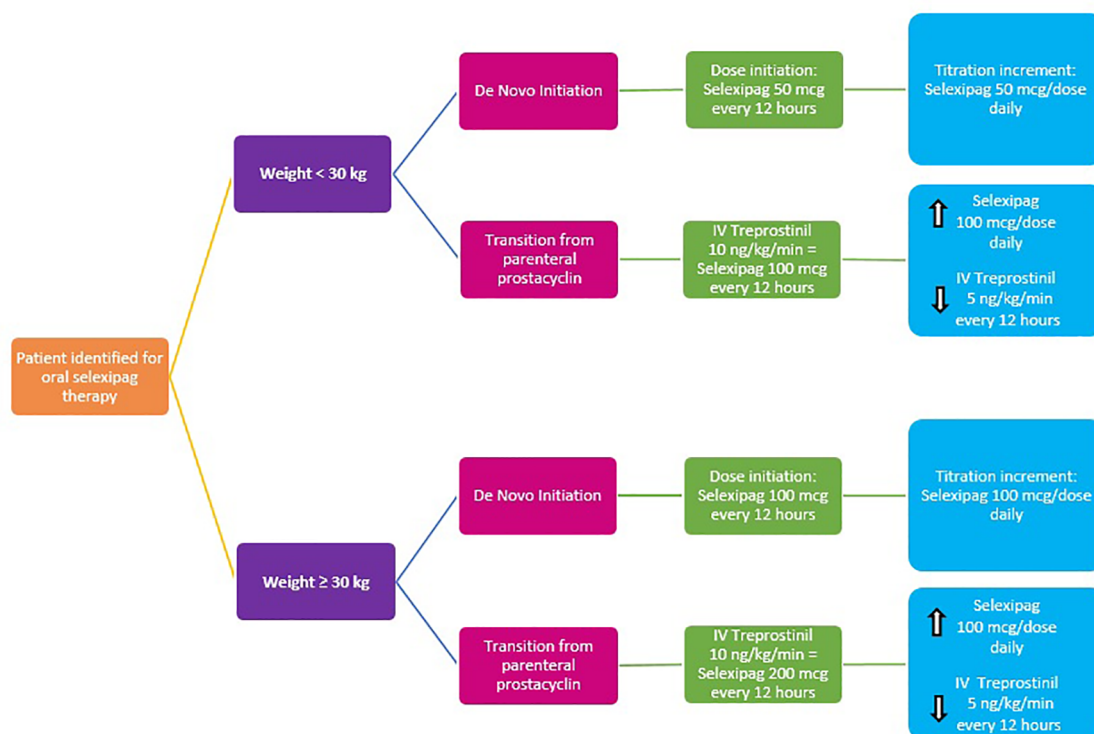 Patient identified for
oral selexipag
therapy
Weight < 30 kg
De Novo Initiation
Dose initiation:
Selexipag 50 mcg
every 12 hours
Titration increment:
Selexipag 50 mcg/dose
daily
Transition from
parenteral
prostacyclin
IV Treprostinil
10 ng/kg/min =
Selexipag 100 mcg
every 12 hours
Selexipag
100 mcg/dose
daily
IV Treprostinil
5 ng/kg/min
every 12 hours
Weight ≥ 30 kg
De Novo Initiation
Dose initiation:
Selexipag 100 mcg
every 12 hours
Titration increment:
Selexipag 100 mcg/dose
daily
Transition from
parenteral
prostacyclin
IV Treprostinil
10 ng/kg/min =
Selexipag 200 mcg
every 12 hours
Selexipag
100 mcg/dose
daily
IV Treprostinil
5 ng/kg/min
every 12 hours